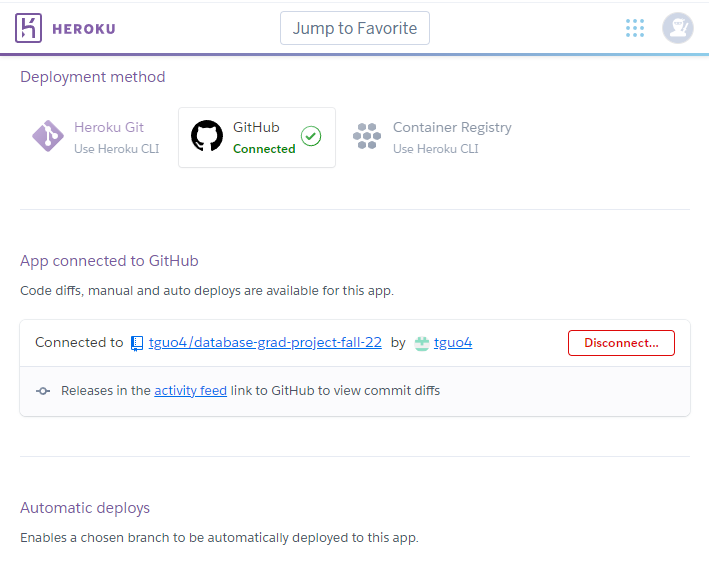 HEROKU
Jump to Favorite
Deployment method
Heroku Git
Use Heroku CLI
GitHub
Connected
Container Registry
Use Heroku CLI
App connected to GitHub
Code diffs, manual and auto deploys are available for this app.
Connected to tguo4/database-grad-project-fall-22 by tguo4 Disconnect...
Releases in the activity feed link to GitHub to view commit diffs
Automatic deploys
Enables a chosen branch to be automatically deployed to this app.